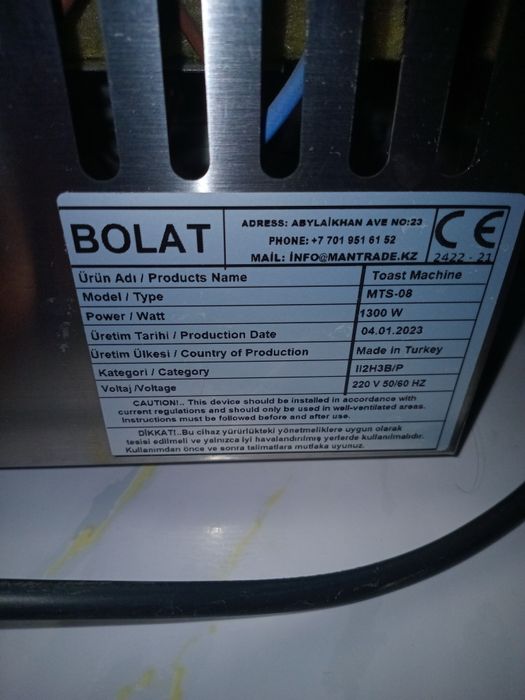 BOLAT
ADRESS: ABYLAİKHAN AVE NO:23
PHONE: +7 701 951 61 52
MAİL: İNFO@MANTRADE.KZ
CE
2422 - 21
Ürün Adı / Products Name Toast Machine
Model / Type MTS-08
Power / Watt 1300 W
Üretim Tarihi / Production Date 04.01.2023
Üretim Ülkesi / Country of Production Made in Turkey
Kategori / Category II2H3B/P
Voltaj /Voltage 220 V 50/60 HZ
CAUTION!.. This device should be installed in accordance with
current regulations and should only be used in well-ventilated areas.
Instructions must be followed before and after use.
DİKKAT!..Bu cihaz yürürlükteki yönetmeliklere uygun olarak
tesisi edilmeli ve yalnızca iyi havalandırılmış yerlerde kullanılmalıdır.
Kullanımdan önce ve sonra talimatlara mutlaka uyunuz.